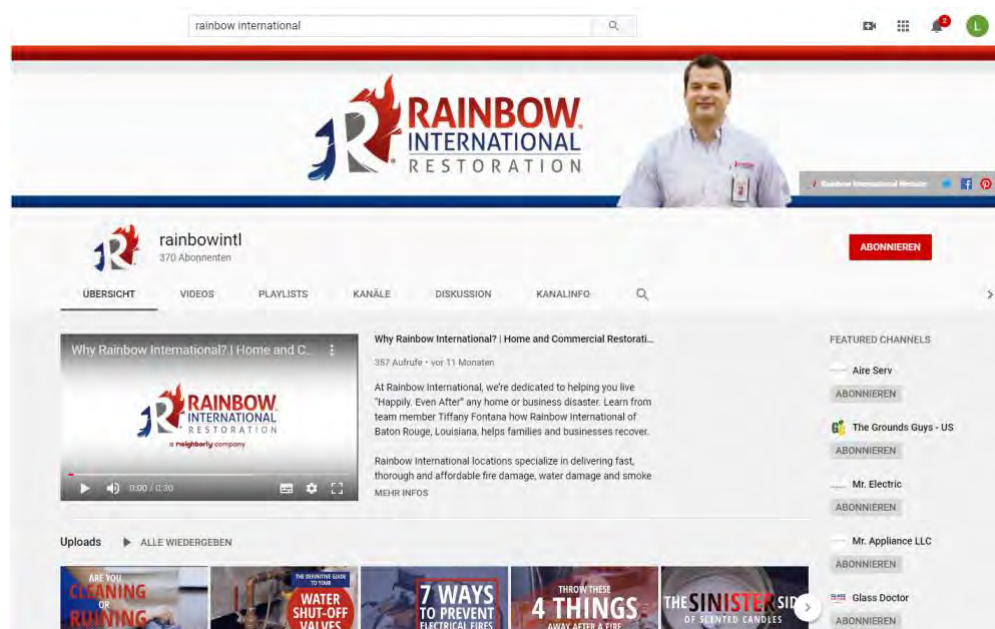 rainbow international
2
L
RAINBOW
INTERNATIONAL
RESTORATION
Rainbow International Website
rainbowintl
370 Abonnenten
ABONNIEREN
ÜBERSICHT VIDEOS PLAYLISTS KANÄLE DISKUSSION KANALINFO
Why Rainbow International? | Home and C...
RAINBOW
INTERNATIONAL
RESTORATION
a neighborly company
0:00 / 0:30
Why Rainbow International? | Home and Commercial Restorati...
357 Aufrufe • vor 11 Monaten
At Rainbow International, we're dedicated to helping you live
"Happily. Even After" any home or business disaster. Learn from
team member Tiffany Fontana how Rainbow International of
Baton Rouge, Louisiana, helps families and businesses recover.
Rainbow International locations specialize in delivering fast,
thorough and affordable fire damage, water damage and smoke
MEHR INFOS
FEATURED CHANNELS
Aire Serv
ABONNIEREN
The Grounds Guys - US
ABONNIEREN
Mr. Electric
ABONNIEREN
Mr. Appliance LLC
ABONNIEREN
Glass Doctor
ABONNIEREN
Uploads ALLE WIEDERGEBEN
ARE YOU
CLEANING
OR
RUINING
THE DEFINITIVE GUIDE
TO YOUR
WATER
SHUT-OFF
VALVES
7 WAYS
TO PREVENT
ELECTRICAL FIRES
THROW THESE
4 THINGS
AWAY AFTER A FIRE
THE SINISTER SIDE
OF SCENTED CANDLES